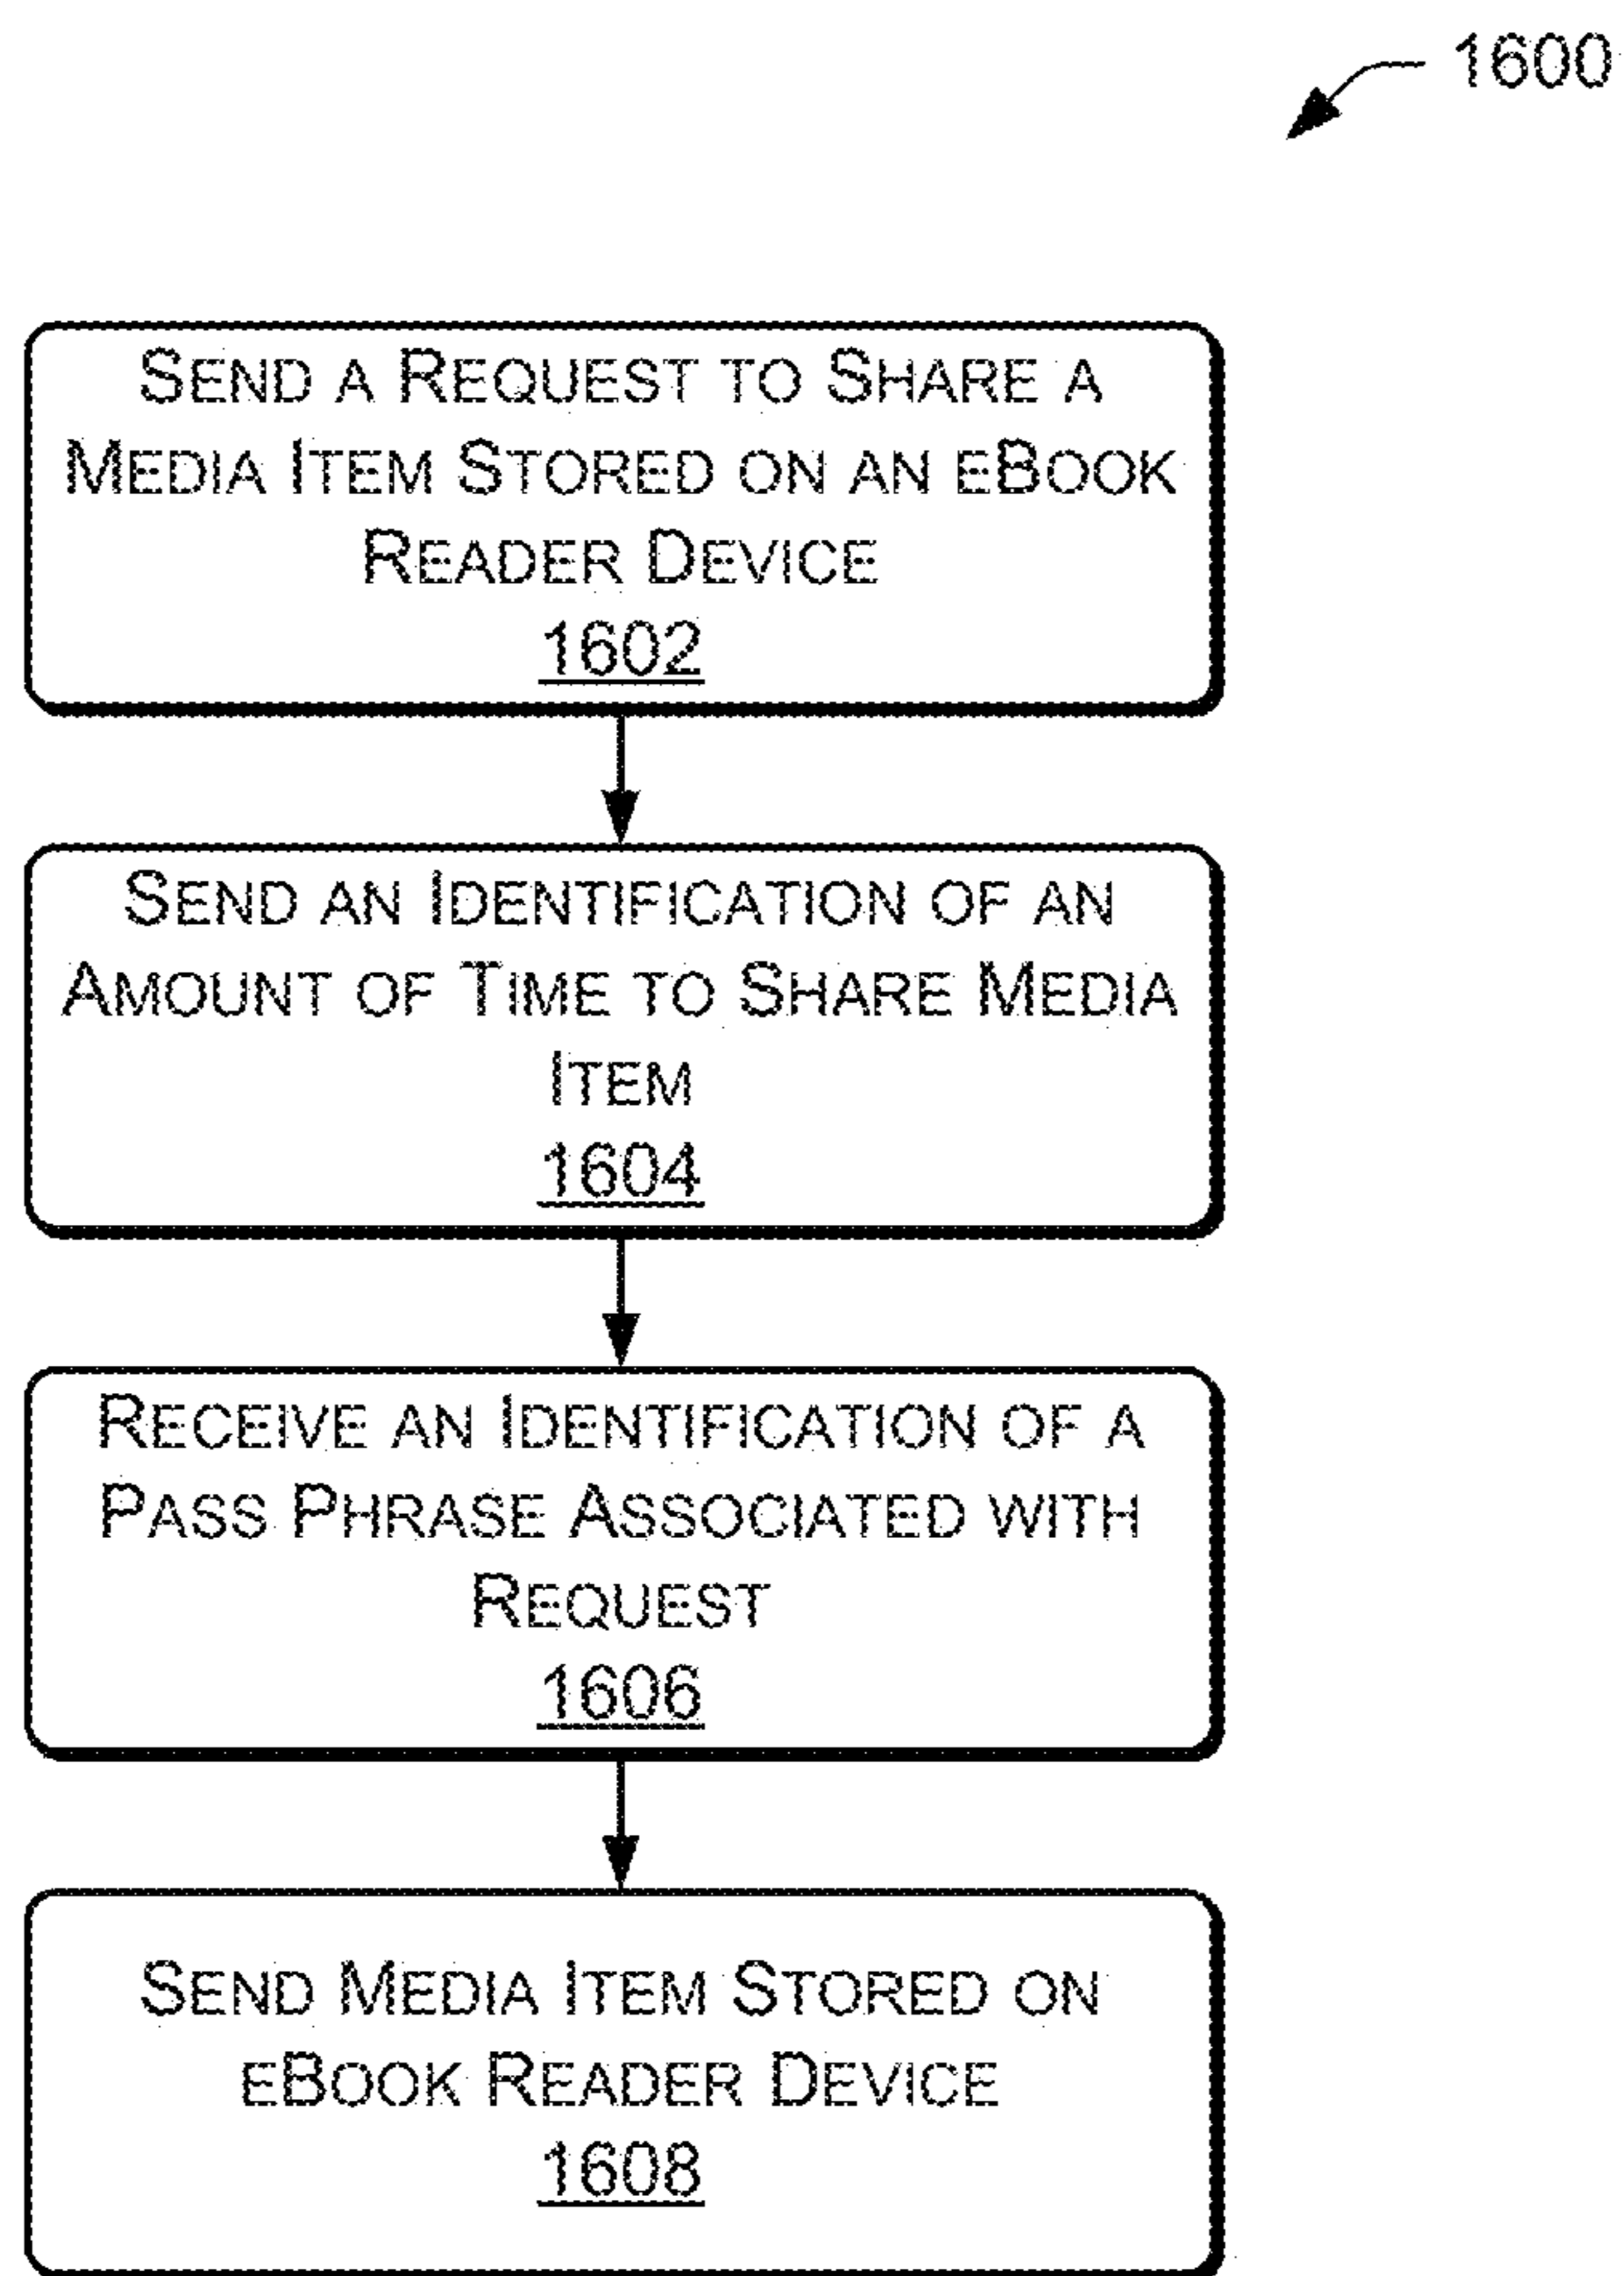 1600
SEND A REQUEST TO SHARE A
MEDIA ITEM STORED ON AN EBOOK
READER DEVICE
1602
SEND AN IDENTIFICATION OF AN
AMOUNT OF TIME TO SHARE MEDIA
ITEM
1604
RECEIVE AN IDENTIFICATION OF A
PASS PHRASE ASSOCIATED WITH
REQUEST
1606
SEND MEDIA ITEM STORED ON
EBOOK READER DEVICE
1608